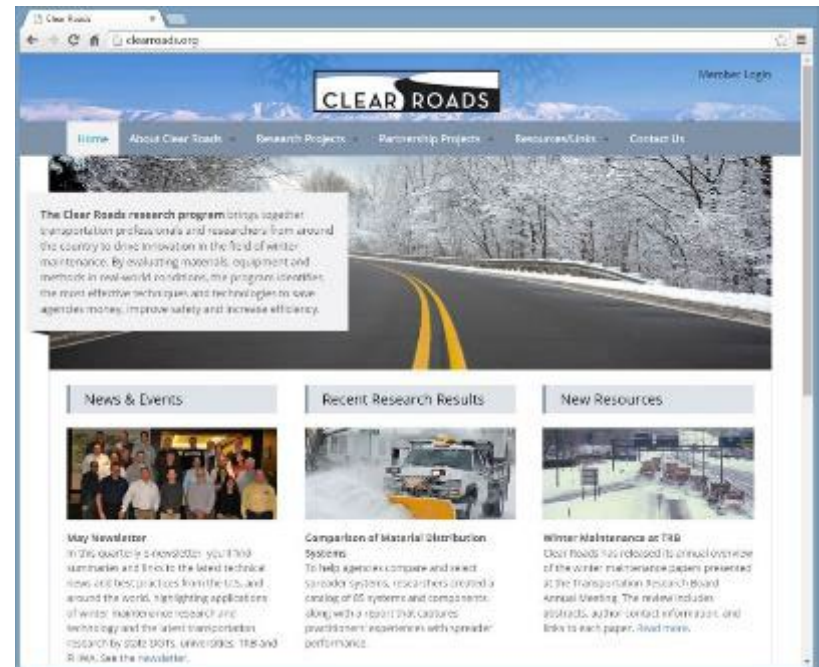 Clear Roads
clearroads.org
Member Login
CLEAR ROADS
Home About Clear Roads Research Projects Partnership Projects Resources/Links Contact Us
The Clear Roads research program brings together
transportation professionals and researchers from around
the country to drive innovation in the field of winter
maintenance. By evaluating materials, equipment and
methods in real-world conditions, the program identifies
the most effective techniques and technologies to save
agencies money, improve safety and increase efficiency.
News & Events
May Newsletter
In this quarterly e-newsletter, you'll find
summaries and links to the latest technical
news and best practices from the U.S. and
around the world, highlighting applications
of winter maintenance research and
technology and the latest transportation
research by state DOTs, universities, TRB and
FHWA. See the newsletter.
Recent Research Results
Comparison of Material Distribution
Systems
To help agencies compare and select
spreader systems, researchers created a
catalog of 85 systems and components,
along with a report that captures
practitioners' experiences with spreader
performance.
New Resources
Winter Maintenance at TRB
Clear Roads has released its annual overview
of the winter maintenance papers presented
at the Transportation Research Board
Annual Meeting. The review includes
abstracts, author contact information, and
links to each paper. Read more.